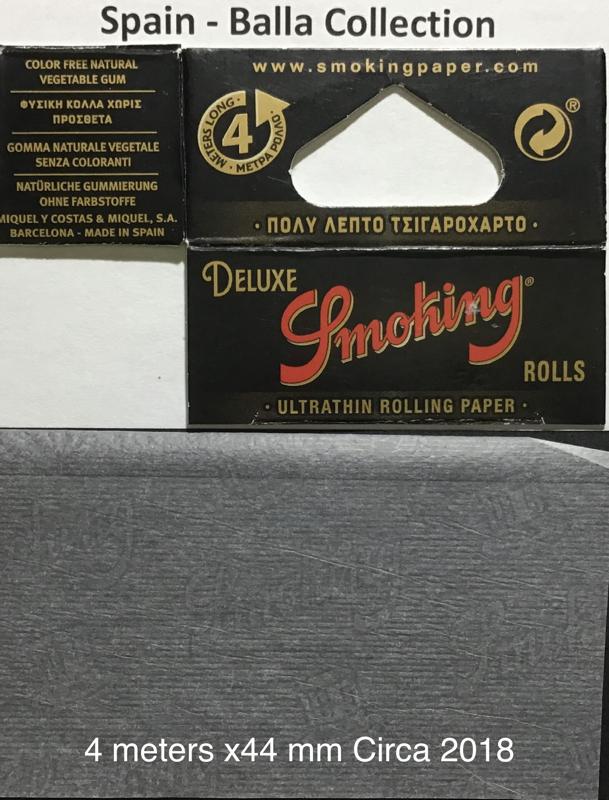 Spain - Balla Collection
COLOR FREE NATURAL
VEGETABLE GUM
ΦΥΣΙΚΗ ΚΟΛΛΑ ΧΩΡΙΣ
ΠΡΟΣΘΕΤΑ
GOMMA NATURALE VEGETALE
SENZA COLORANTI
NATÜRLICHE GUMMIERUNG
OHNE FARBSTOFFE
MIQUEL Y COSTAS & MIQUEL, S.A.
BARCELONA - MADE IN SPAIN
www.smokingpaper.com
METERS LONG · ΜΕΤΡΑ ΡΟΛΛΟ ·
4
®
· ΠΟΛΥ ΛΕΠΤΟ ΤΣΙΓΑΡΟΧΑΡΤΟ ·
DELUXE
Smoking®
ROLLS
· ULTRATHIN ROLLING PAPER ·
Smoking
4 meters x44 mm Circa 2018